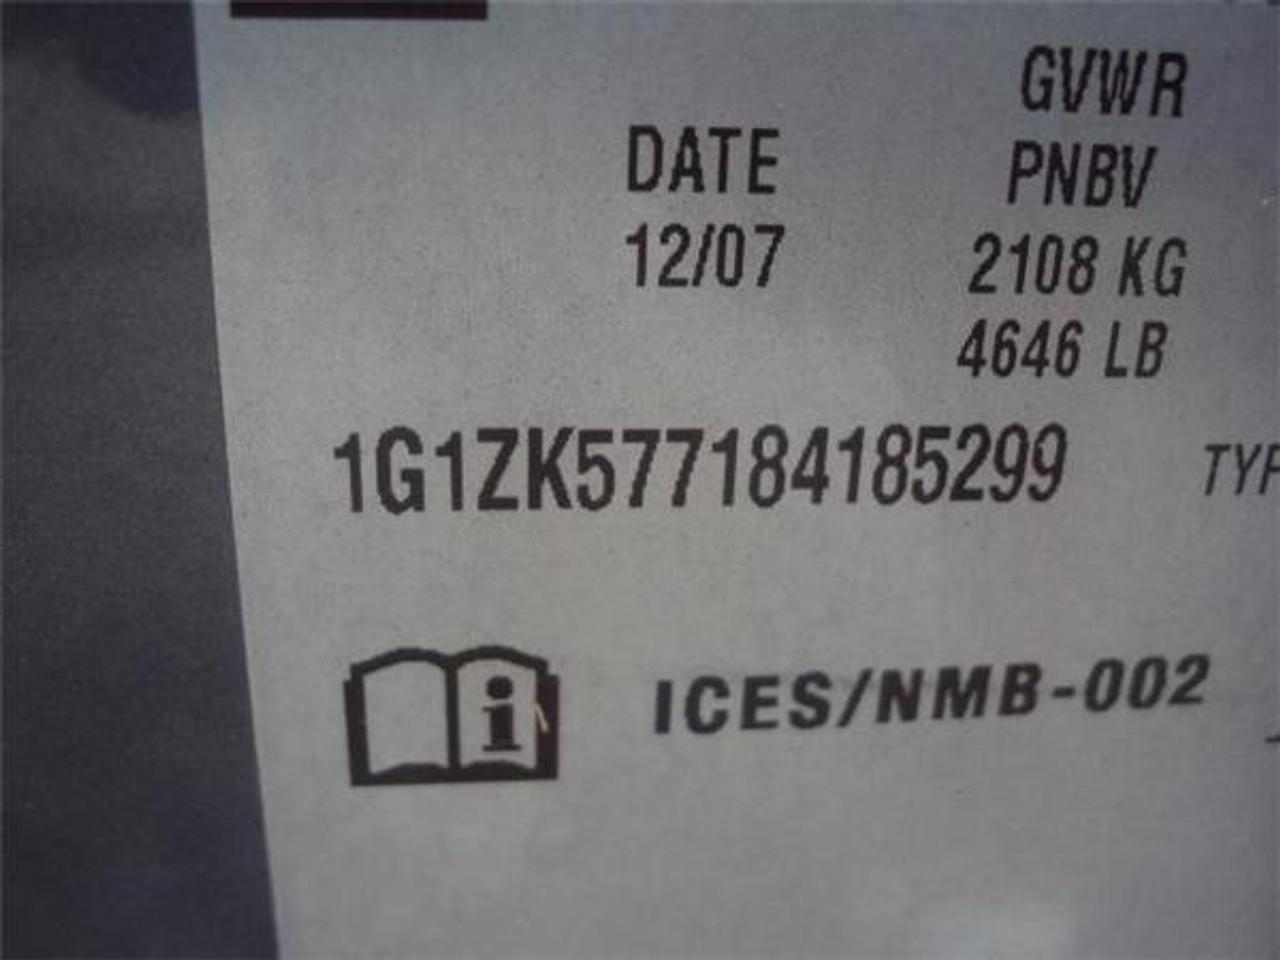 GVWR
DATE PNBV
12/07 2108 KG
4646 LB
1G1ZK577184185299
ICES/NMB-002